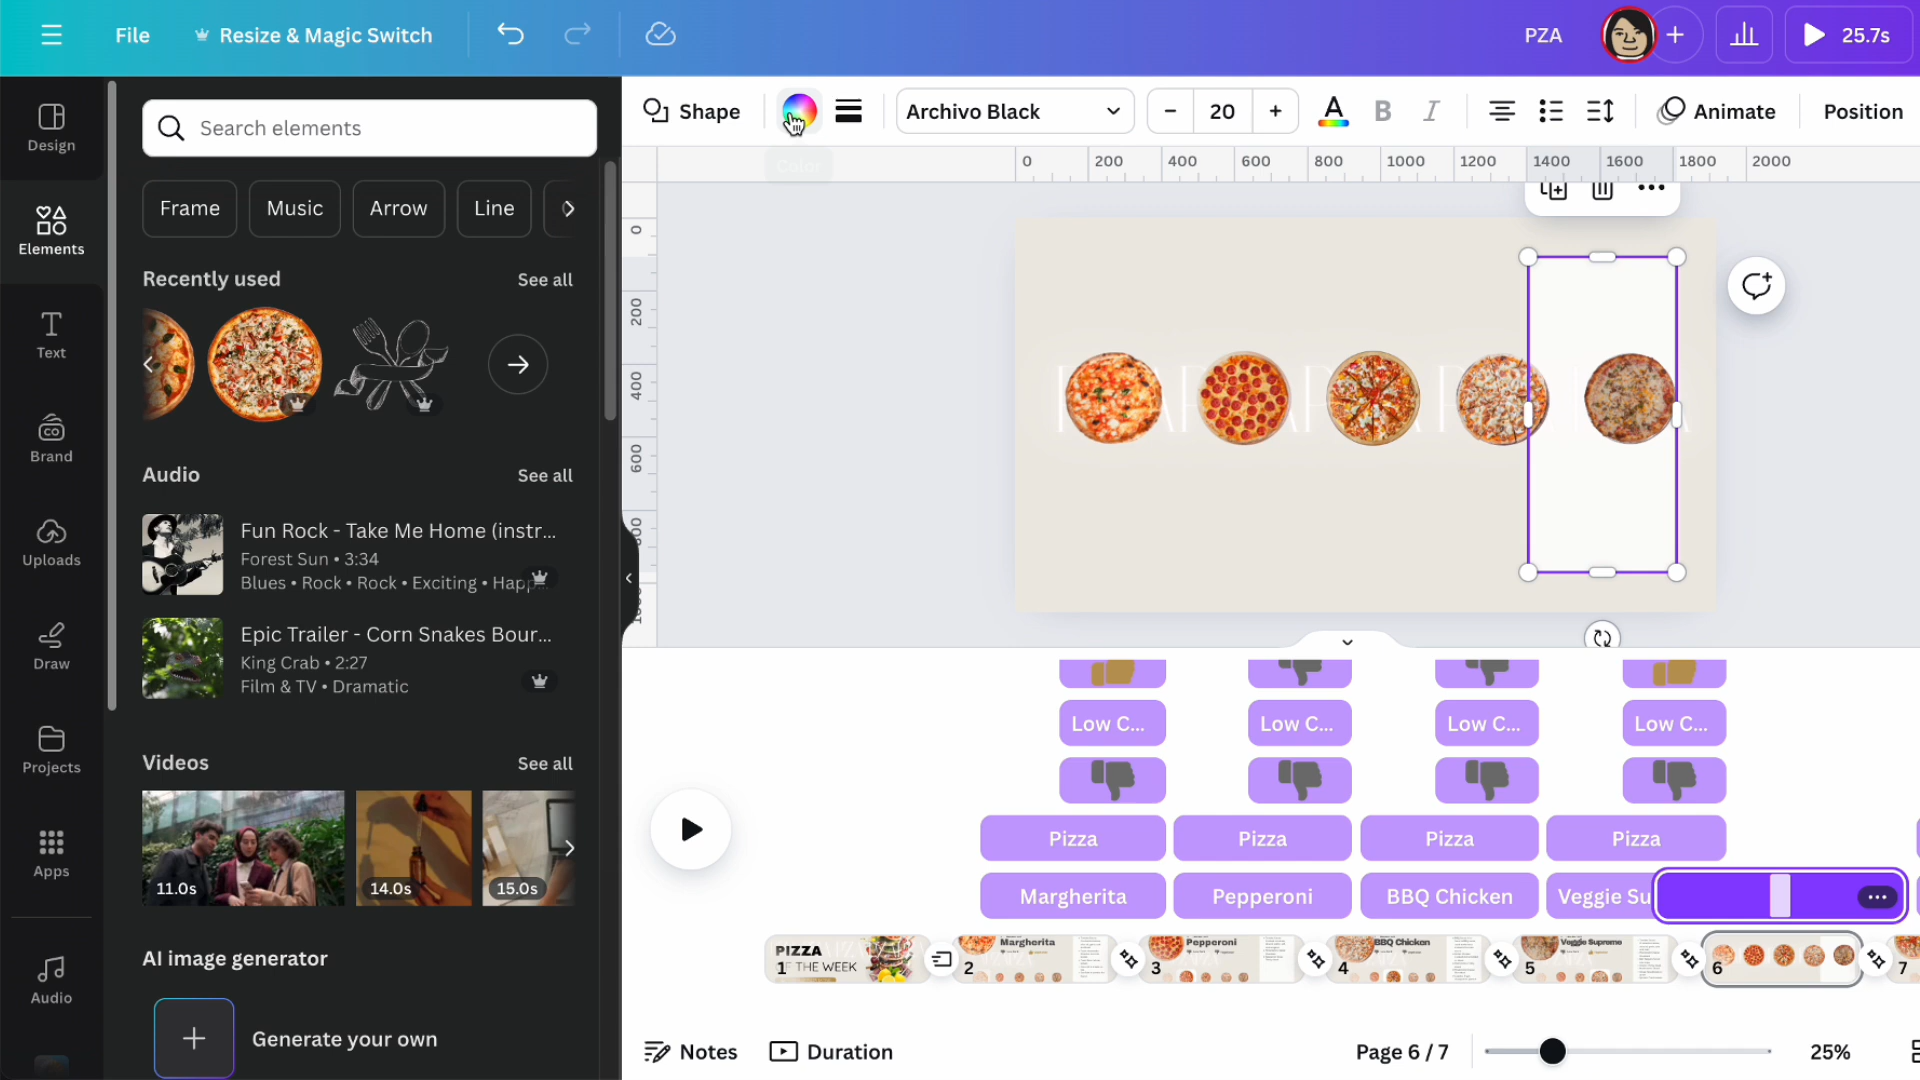 File
Resize & Magic Switch
PZA
25.7s
Design
Elements
Text
Brand
Uploads
Draw
Projects
Apps
Audio
Search elements
Frame
Music
Arrow
Line
Recently used
See all
Audio
See all
Fun Rock - Take Me Home (instr...
Forest Sun • 3:34
Blues • Rock • Rock • Exciting • Happ...
Epic Trailer - Corn Snakes Bour...
King Crab • 2:27
Film & TV • Dramatic
Videos
See all
11.0s
14.0s
15.0s
AI image generator
Generate your own
Shape
Archivo Black
20
A
B
I
Animate
Position
Color
0 200 400 600 800 1000 1200 1400 1600 1800 2000
0
200
400
600
Low C...
Low C...
Low C...
Low C...
Pizza
Pizza
Pizza
Pizza
Margherita
Pepperoni
BBQ Chicken
Veggie Su
PIZZA
1 F THE WEEK
Margherita
2
Pepperoni
3
BBQ Chicken
4
Veggie Supreme
5
6
7
Notes
Duration
Page 6 / 7
25%